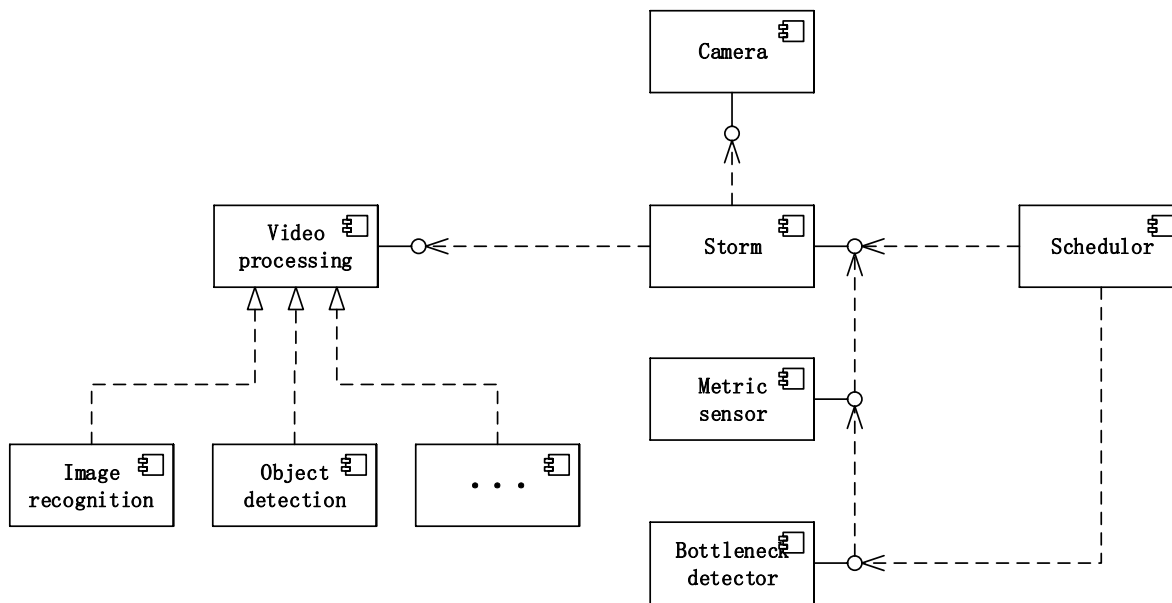 Camera
Video
processing
Storm
Schedulor
Metric
sensor
Image
recognition
Object
detection
...
Bottleneck
detector